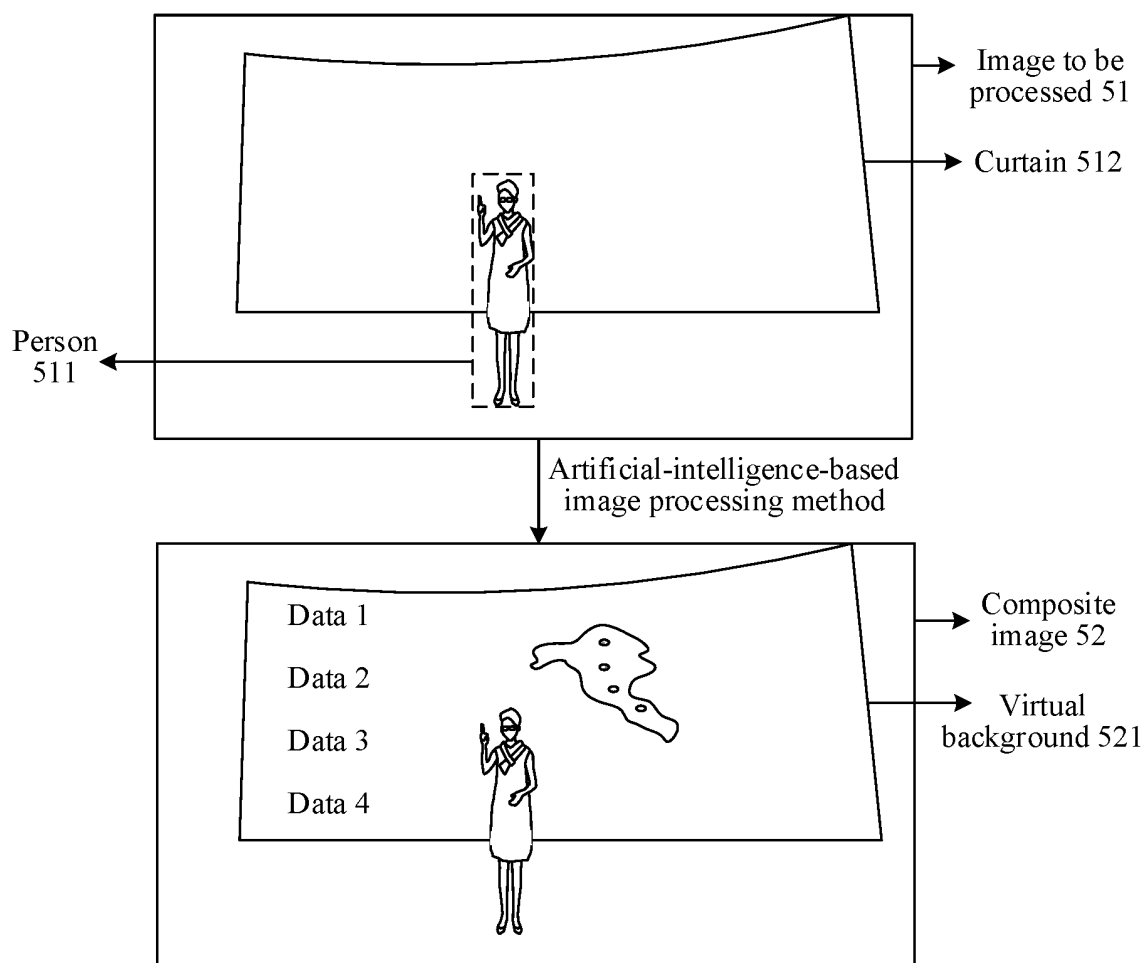 Image to be
processed 51
Curtain 512
Person
511
Artificial-intelligence-based
image processing method
Data 1
Data 2
Data 3
Data 4
Composite
image 52
Virtual
background 521